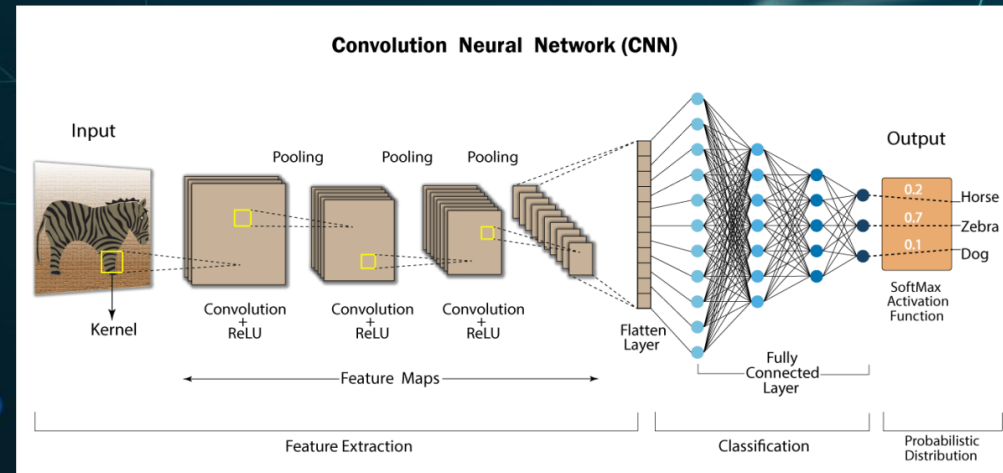 Convolution Neural Network (CNN)
Input
Output
Pooling
Pooling
Pooling
0.2
Horse
0.7
Zebra
0.1
Dog
Kernel
Convolution
+
ReLU
Convolution
+
ReLU
Convolution
+
ReLU
Flatten
Layer
SoftMax
Activation
Function
Feature Maps
Fully
Connected
Layer
Feature Extraction
Classification
Probabilistic
Distribution